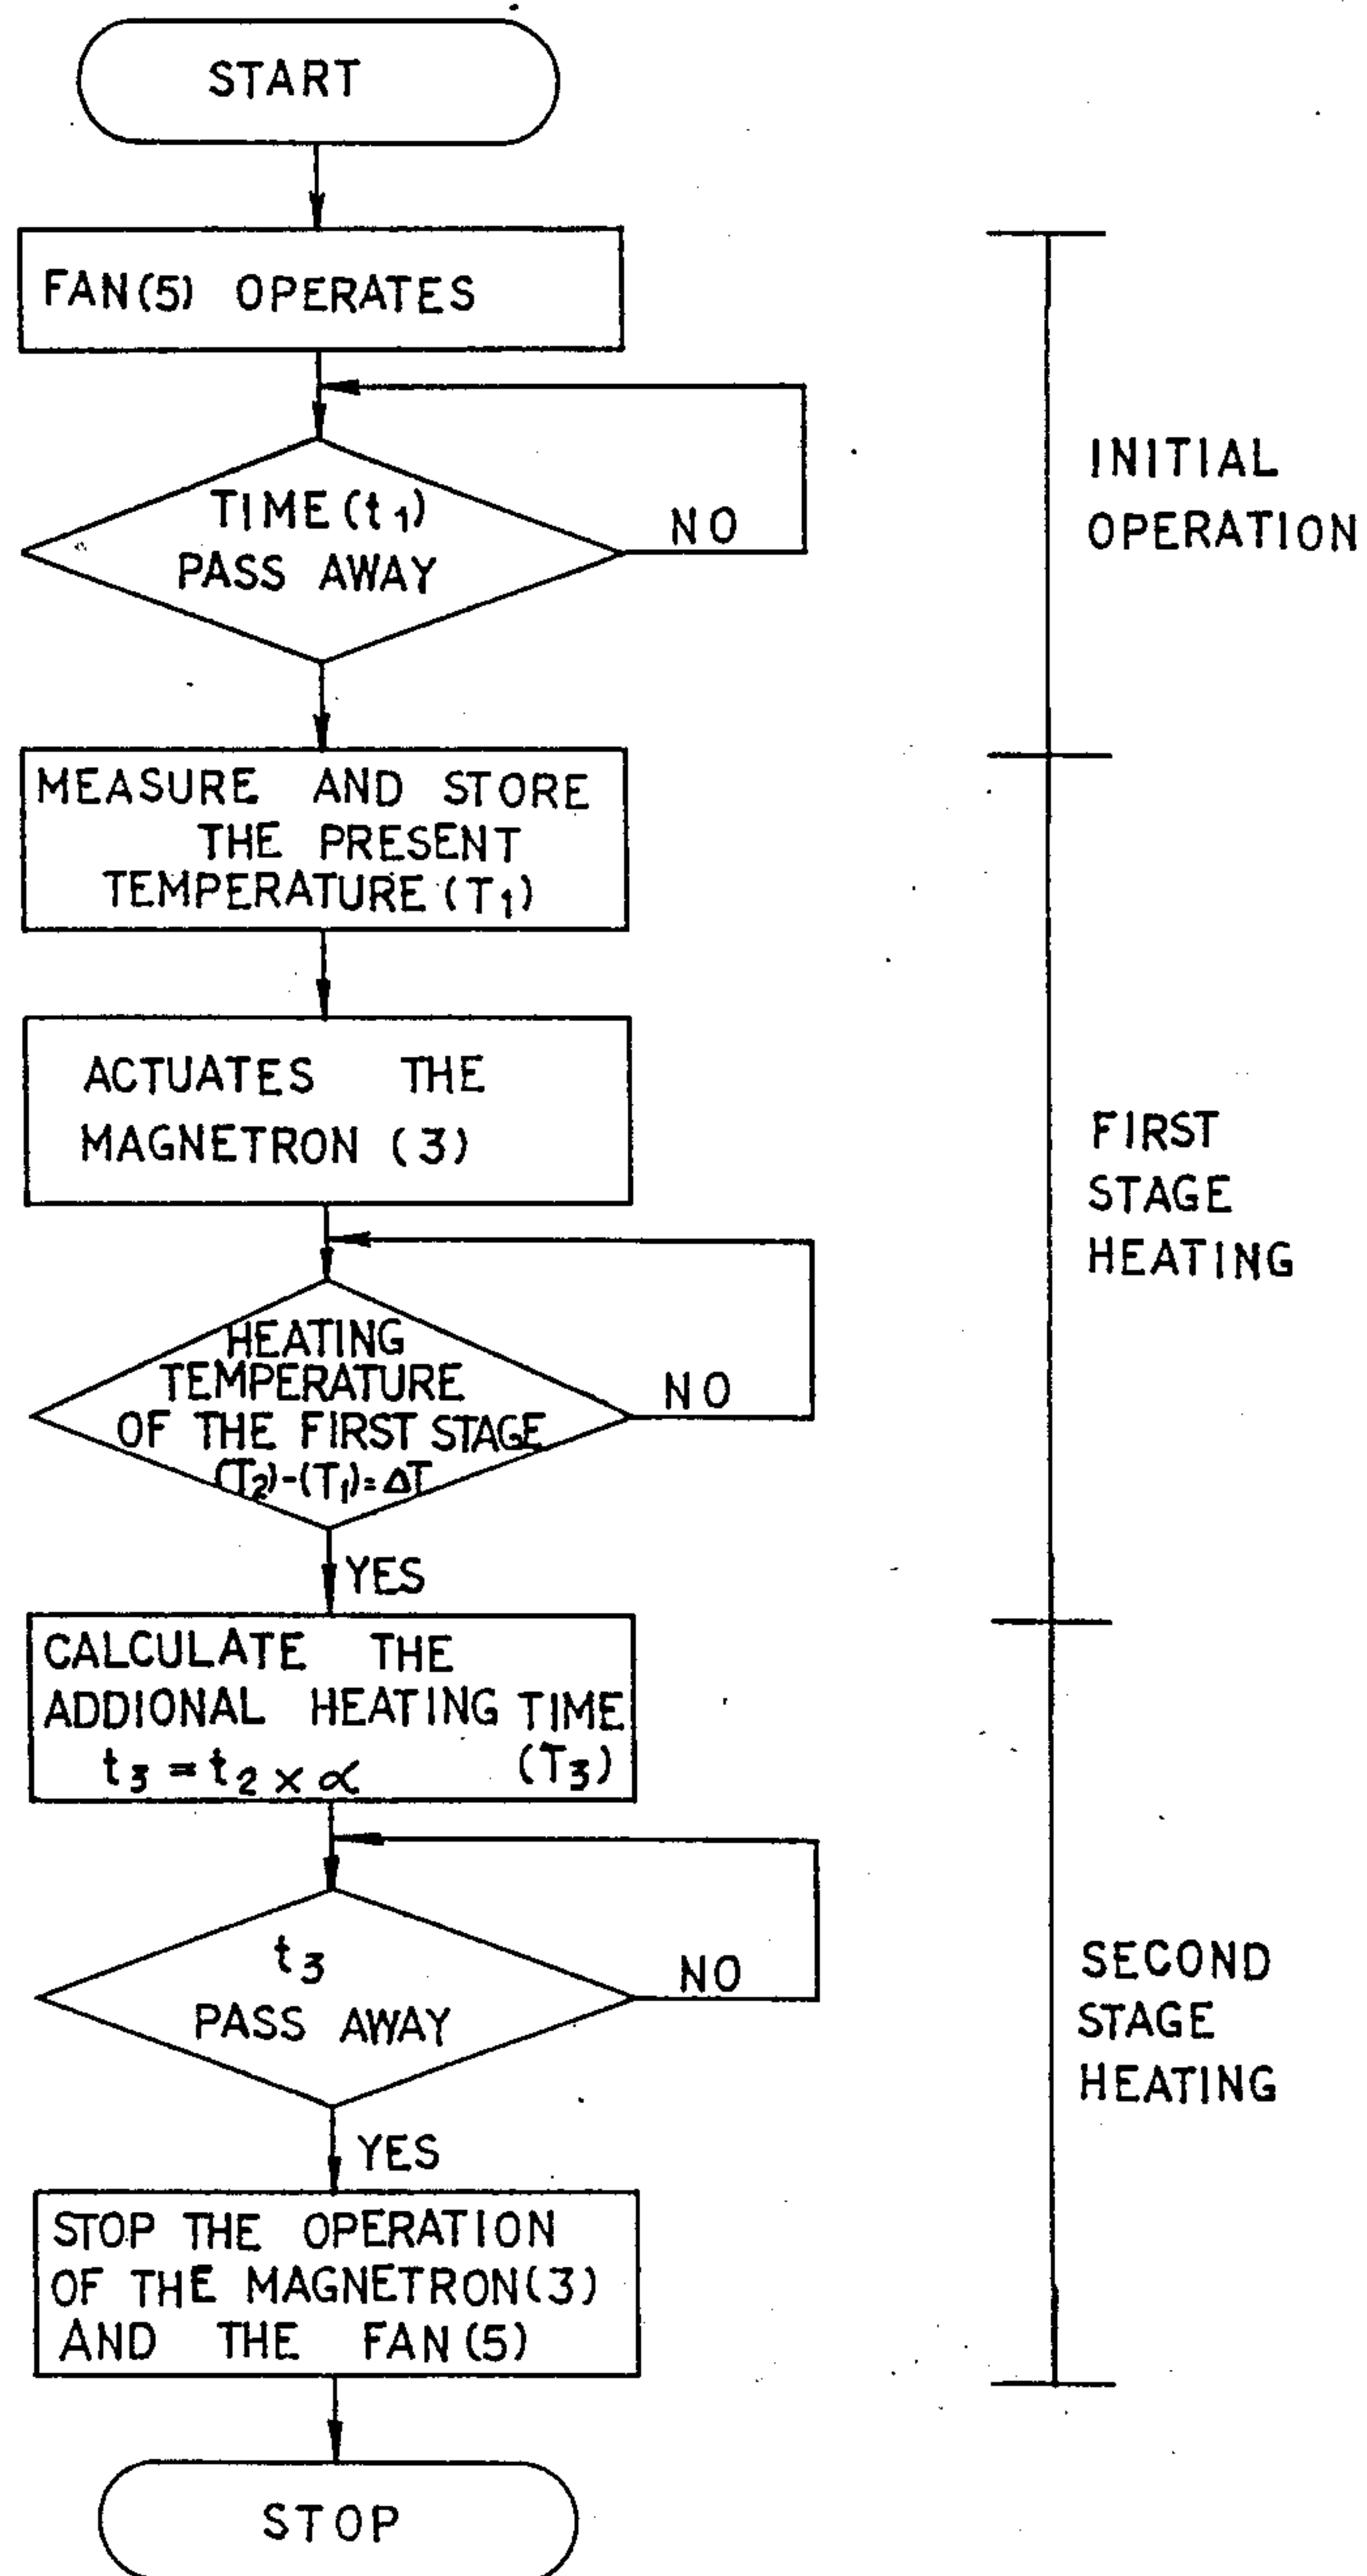 START
FAN(5) OPERATES
TIME(t1)
PASS AWAY
NO
INITIAL
OPERATION
MEASURE AND STORE
THE PRESENT
TEMPERATURE(T1)
ACTUATES THE
MAGNETRON (3)
FIRST
STAGE
HEATING
HEATING
TEMPERATURE
OF THE FIRST STAGE
(T2)-(T1)=ΔT
NO
YES
CALCULATE THE
ADDIONAL HEATING TIME
t3=t2×α (T3)
t3
PASS AWAY
NO
SECOND
STAGE
HEATING
YES
STOP THE OPERATION
OF THE MAGNETRON(3)
AND THE FAN(5)
STOP